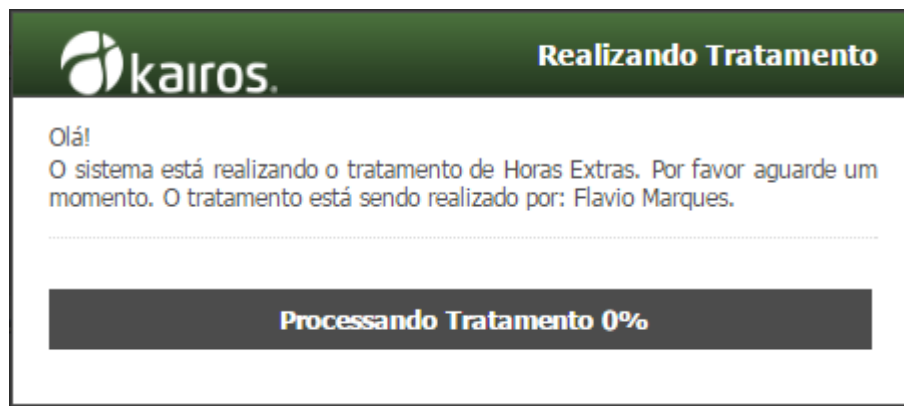 kairos.
Realizando Tratamento
Olá!
O sistema está realizando o tratamento de Horas Extras. Por favor aguarde um
momento. O tratamento está sendo realizado por: Flavio Marques.
Processando Tratamento 0%